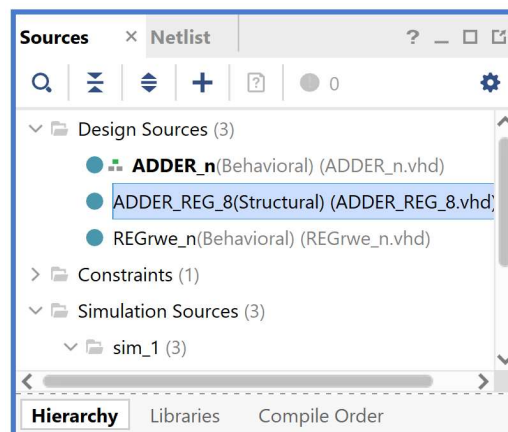 Sources × Netlist ? _
0
Design Sources (3)
ADDER_n(Behavioral) (ADDER_n.vhd)
ADDER_REG_8(Structural) (ADDER_REG_8.vhd)
REGrwe_n(Behavioral) (REGrwe_n.vhd)
Constraints (1)
Simulation Sources (3)
sim_1 (3)
Hierarchy Libraries Compile Order